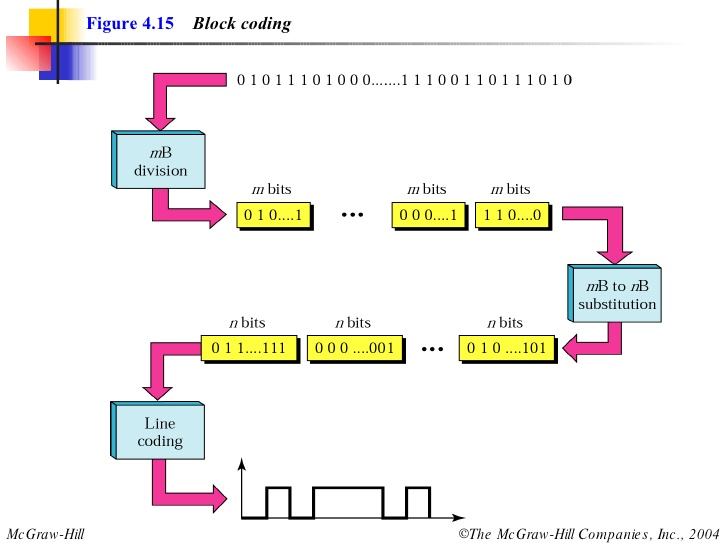 Figure 4.15 Block coding
0 1 0 1 1 1 0 1 0 0 0.......1 1 1 0 0 1 1 0 1 1 1 0 1 0
mB
division
m bits m bits m bits
0 1 0....1 ... 0 0 0....1 1 1 0....0
mB to nB
substitution
n bits n bits n bits
0 1 1....111 0 0 0 ....001 ... 0 1 0 ....101
Line
coding
McGraw-Hill ©The McGraw-Hill Companies, Inc., 2004